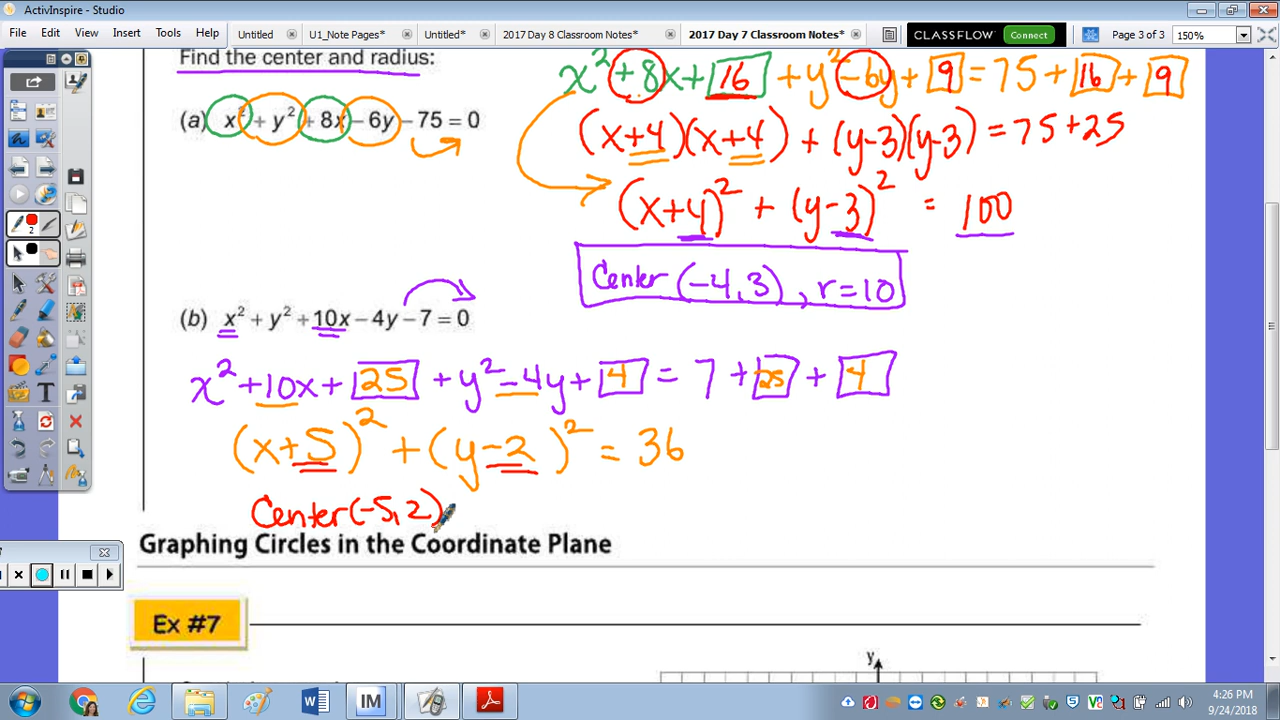 ActivInspire - Studio
File Edit View Insert Tools Help Untitled U1_Note Pages* Untitled* 2017 Day 8 Classroom Notes 2017 Day 7 Classroom Notes* CLASSFLOW Connect Page 3 of 3 150%
Find the center and radius:
x² +8x+ 16 +y² -6y+ 9 = 75+ 16 + 9
(a) x² + y² + 8x - 6y - 75 = 0
(x+4)(x+4) + (y-3)(y-3) = 75+25
(x+4)² + (y-3)² = 100
Center (-4,3), r=10
(b) x² + y² + 10x - 4y - 7 = 0
x² +10x+ 25 +y² -4y+ 4 = 7 + 25 + 4
(x+5)² + (y-2)² = 36
Center(-5,2)
Graphing Circles in the Coordinate Plane
Ex #7
y
4:26 PM
9/24/2018